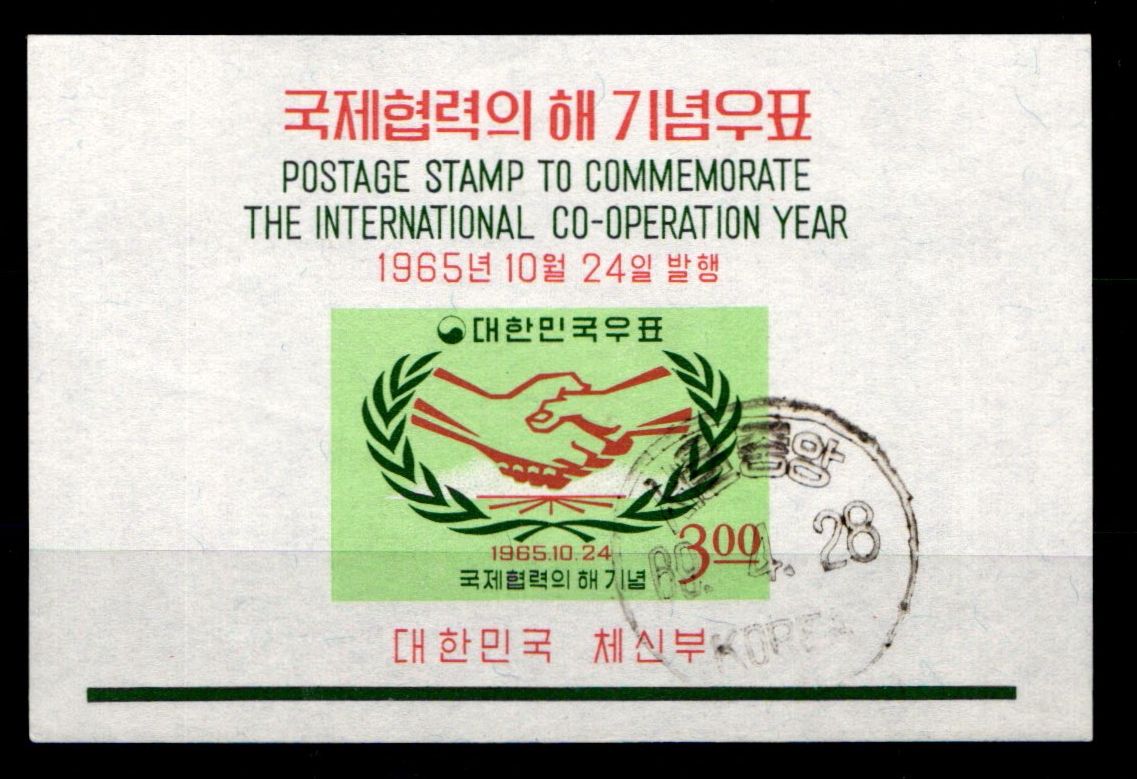 국제협력의 해 기념우표
POSTAGE STAMP TO COMMEMORATE
THE INTERNATIONAL CO-OPERATION YEAR
1965년 10월 24일 발행
대한민국우표
1965.10.24
국제협력의 해 기념
3.00
대한민국 체신부
중앙
4. 28
KOREA